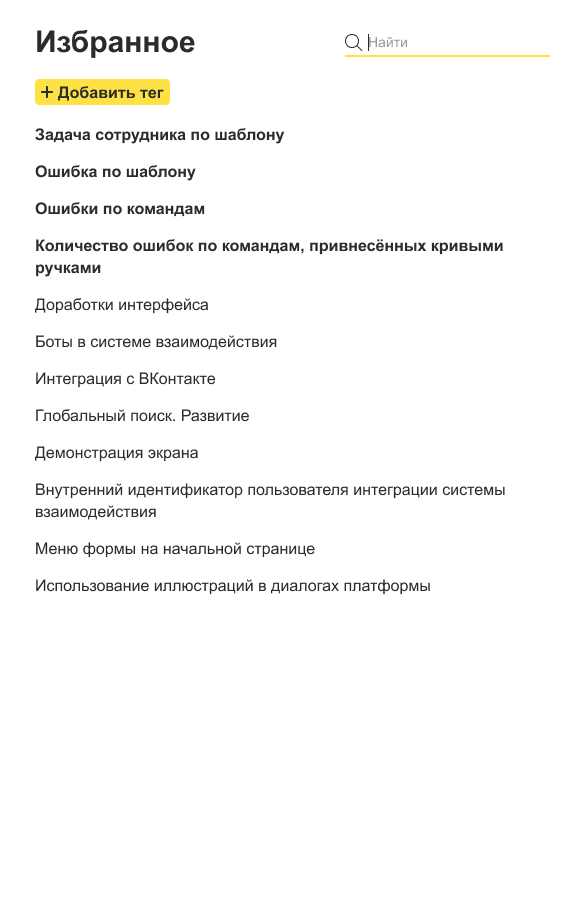 Избранное
Найти
+ Добавить тег
Задача сотрудника по шаблону
Ошибка по шаблону
Ошибки по командам
Количество ошибок по командам, привнесённых кривыми
ручками
Доработки интерфейса
Боты в системе взаимодействия
Интеграция с ВКонтакте
Глобальный поиск. Развитие
Демонстрация экрана
Внутренний идентификатор пользователя интеграции системы
взаимодействия
Меню формы на начальной странице
Использование иллюстраций в диалогах платформы